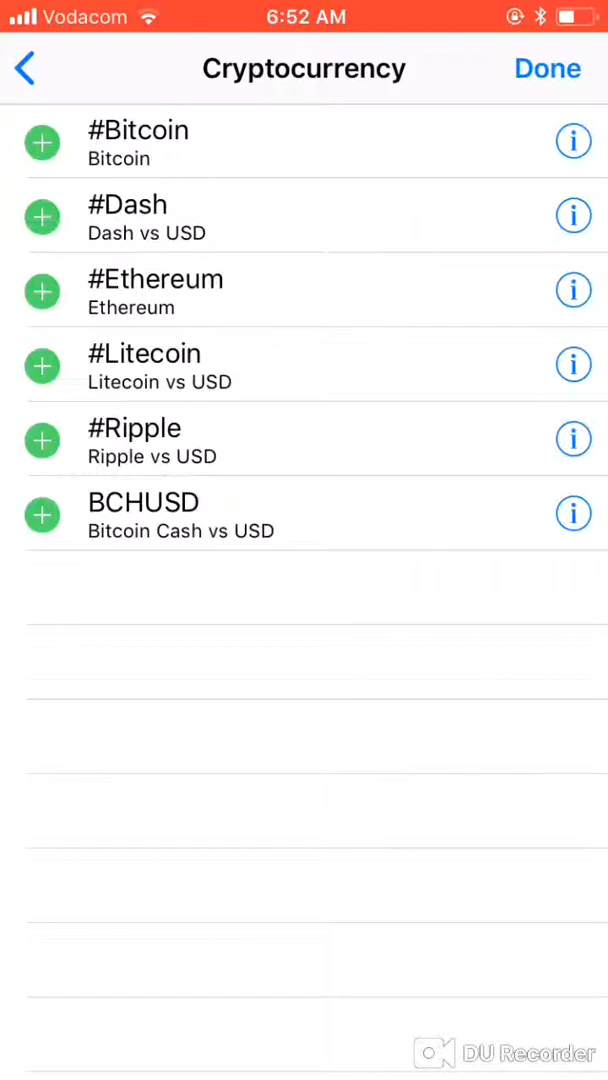 Vodacom
6:52 AM
Cryptocurrency
Done
#Bitcoin
Bitcoin
#Dash
Dash vs USD
#Ethereum
Ethereum
#Litecoin
Litecoin vs USD
#Ripple
Ripple vs USD
BCHUSD
Bitcoin Cash vs USD
DU Recorder